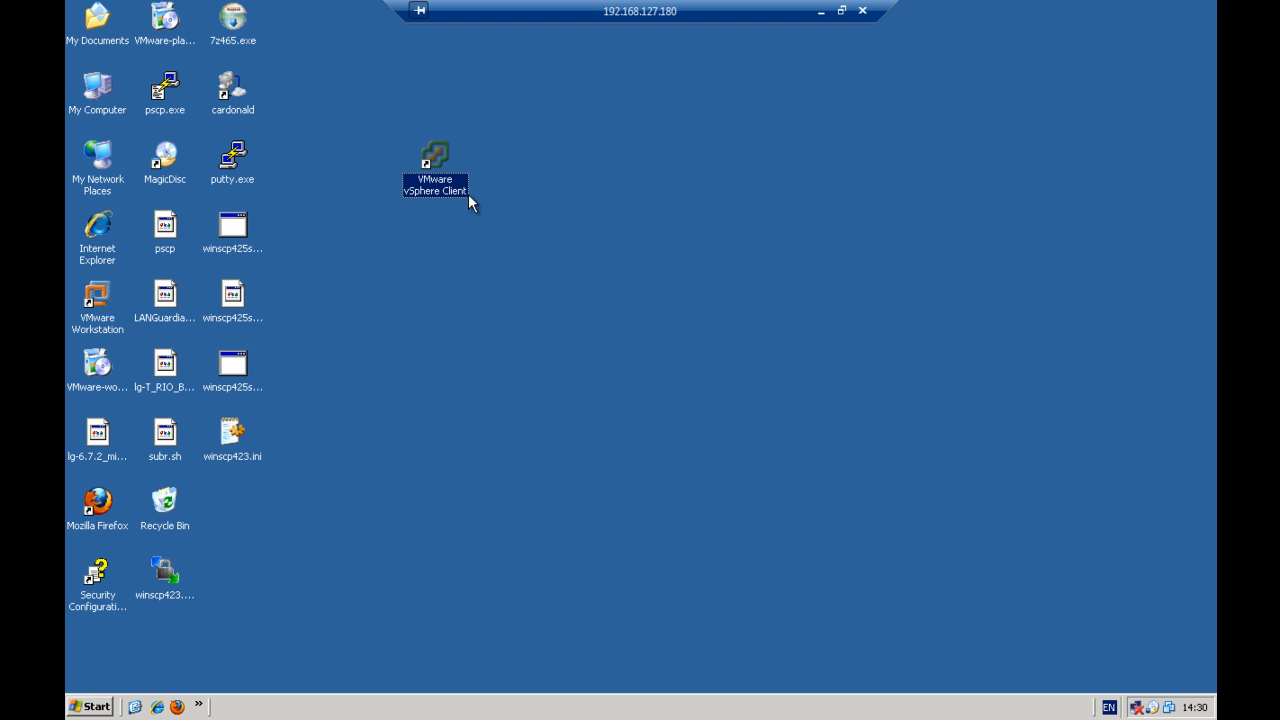 192.168.127.180
My Documents
VMware-pla...
7z465.exe
My Computer
pscp.exe
cardonald
My Network
Places
MagicDisc
putty.exe
VMware
vSphere Client
Internet
Explorer
pscp
winscp425s...
VMware
Workstation
LANGuardia...
winscp425s...
VMware-wo...
lg-T_RIO_B...
winscp425s...
lg-6.7.2_mi...
subr.sh
winscp423.ini
Mozilla Firefox
Recycle Bin
Security
Configurati...
winscp423....
Start
EN
14:30